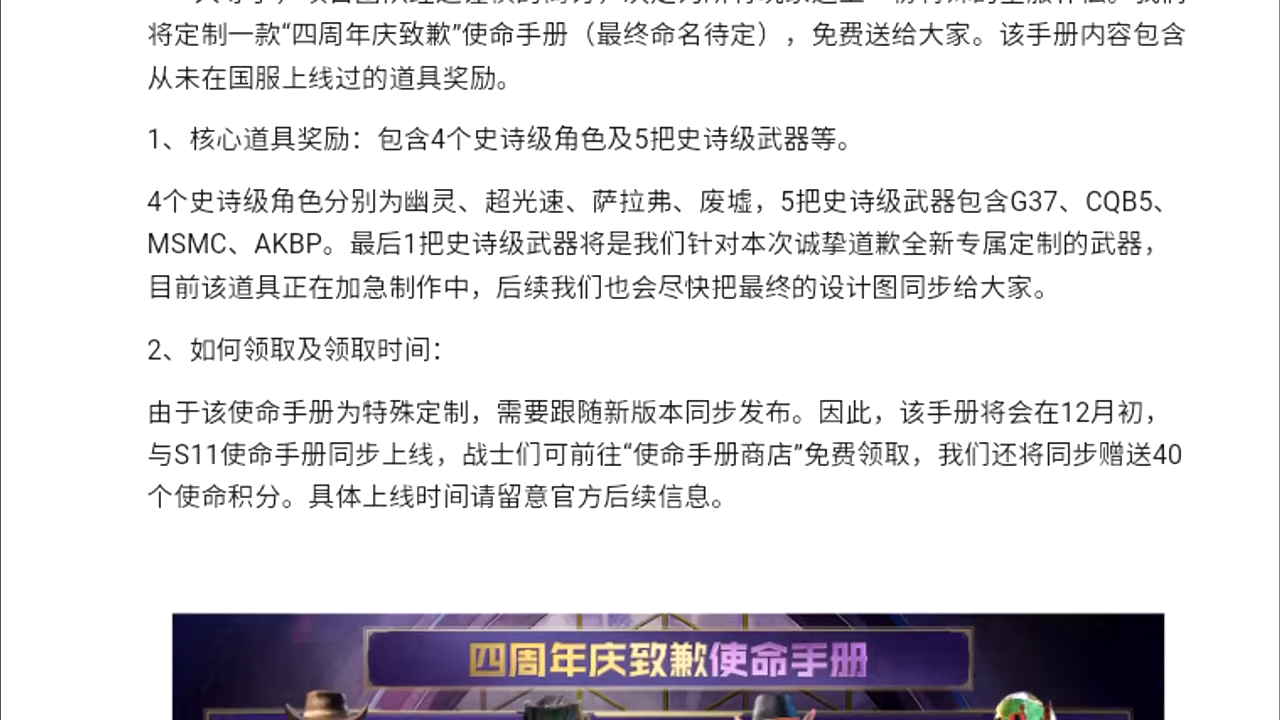 将定制一款“四周年庆致歉”使命手册（最终命名待定），免费送给大家。该手册内容包含
从未在国服上线过的道具奖励。
1、核心道具奖励：包含4个史诗级角色及5把史诗级武器等。
4个史诗级角色分别为幽灵、超光速、萨拉弗、废墟，5把史诗级武器包含G37、CQB5、
MSMC、AKBP。最后1把史诗级武器将是我们针对本次诚挚道歉全新专属定制的武器，
目前该道具正在加急制作中，后续我们也会尽快把最终的设计图同步给大家。
2、如何领取及领取时间：
由于该使命手册为特殊定制，需要跟随新版本同步发布。因此，该手册将会在12月初，
与S11使命手册同步上线，战士们可前往“使命手册商店”免费领取，我们还将同步赠送40
个使命积分。具体上线时间请留意官方后续信息。
四周年庆致歉使命手册